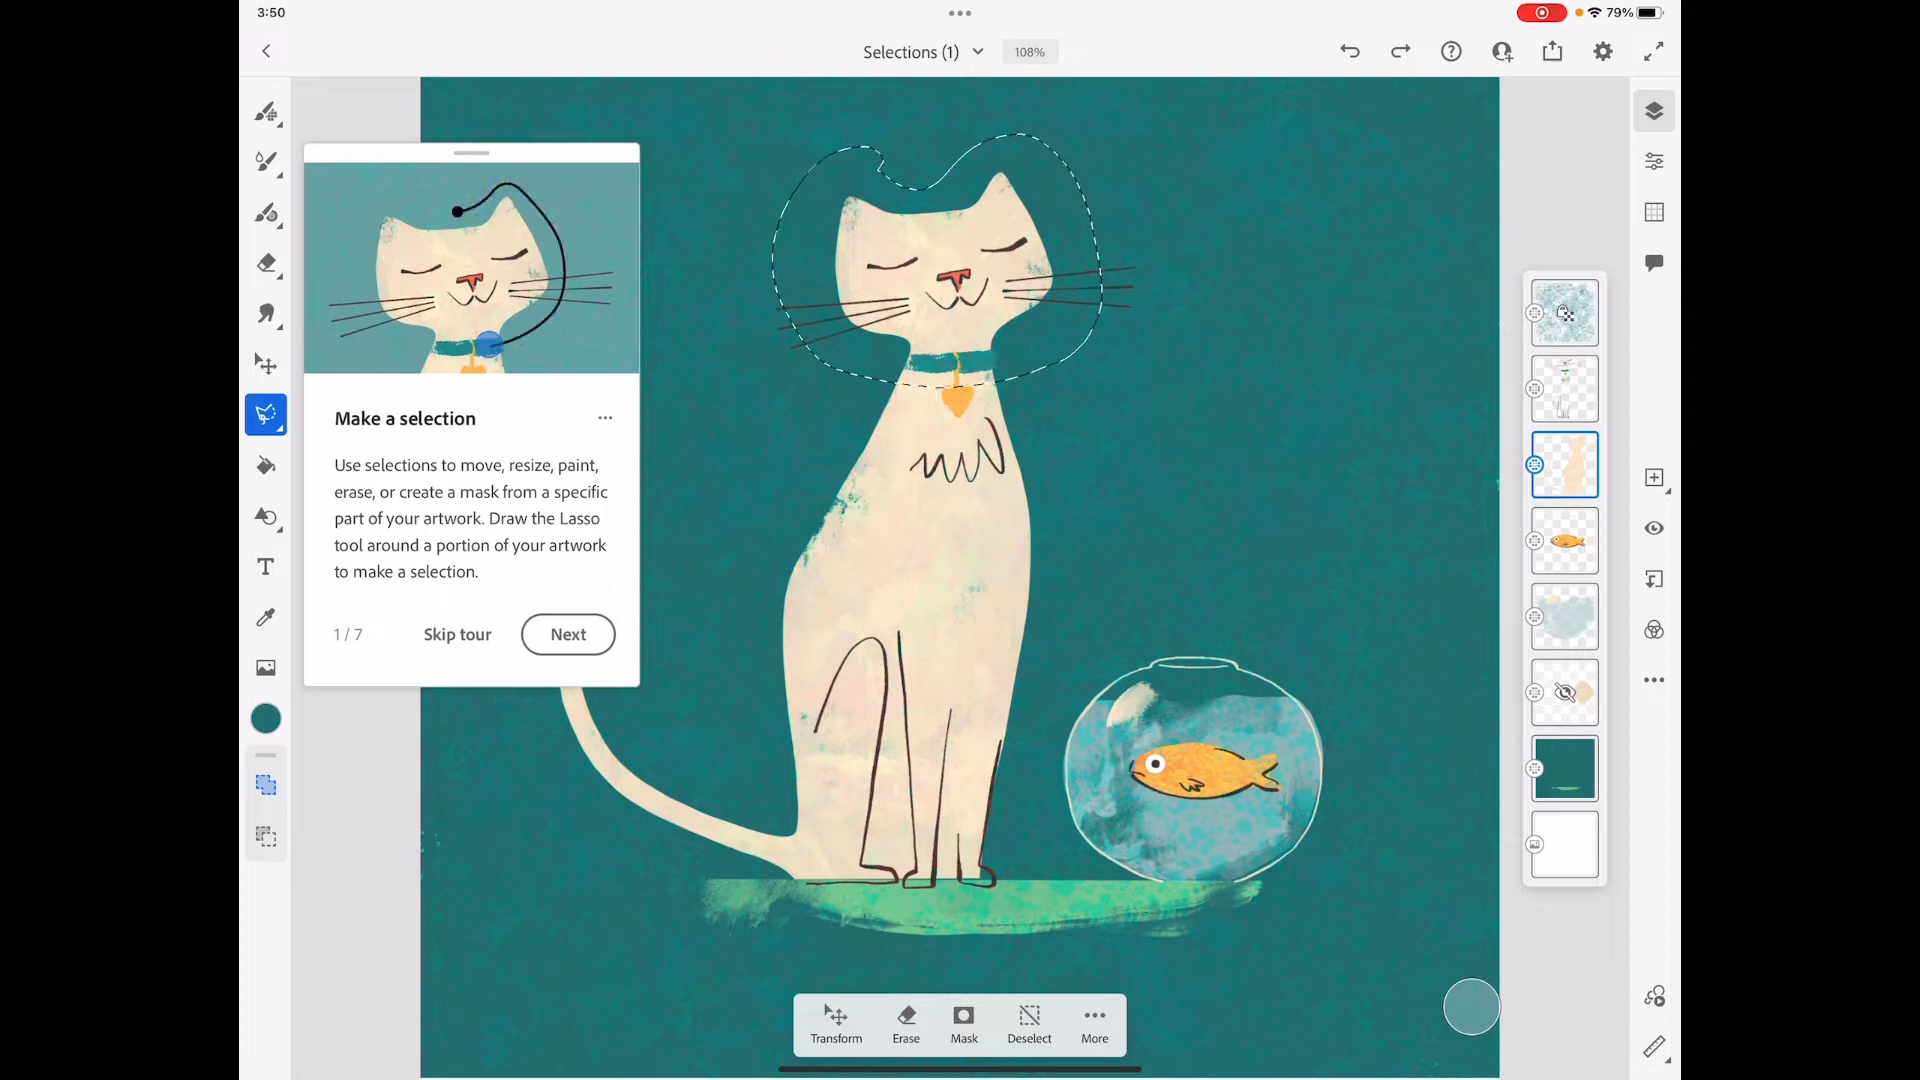 3:50
79%
Selections (1)
108%
Make a selection
Use selections to move, resize, paint,
erase, or create a mask from a specific
part of your artwork. Draw the Lasso
tool around a portion of your artwork
to make a selection.
1 / 7
Skip tour
Next
Transform
Erase
Mask
Deselect
More